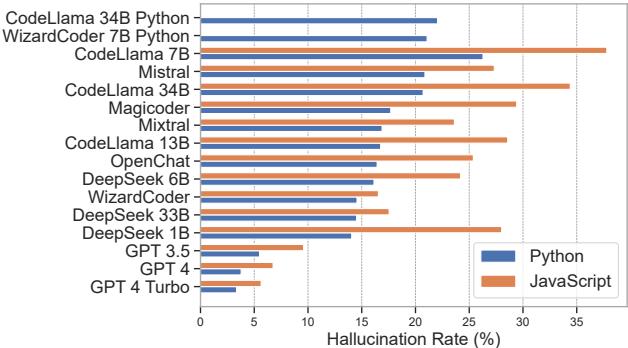 CodeLlama 34B Python
WizardCoder 7B Python
CodeLlama 7B
Mistral
CodeLlama 34B
Magicoder
Mixtral
CodeLlama 13B
OpenChat
DeepSeek 6B
WizardCoder
DeepSeek 33B
DeepSeek 1B
GPT 3.5
GPT 4
GPT 4 Turbo
Python
JavaScript
0 5 10 15 20 25 30 35
Hallucination Rate (%)